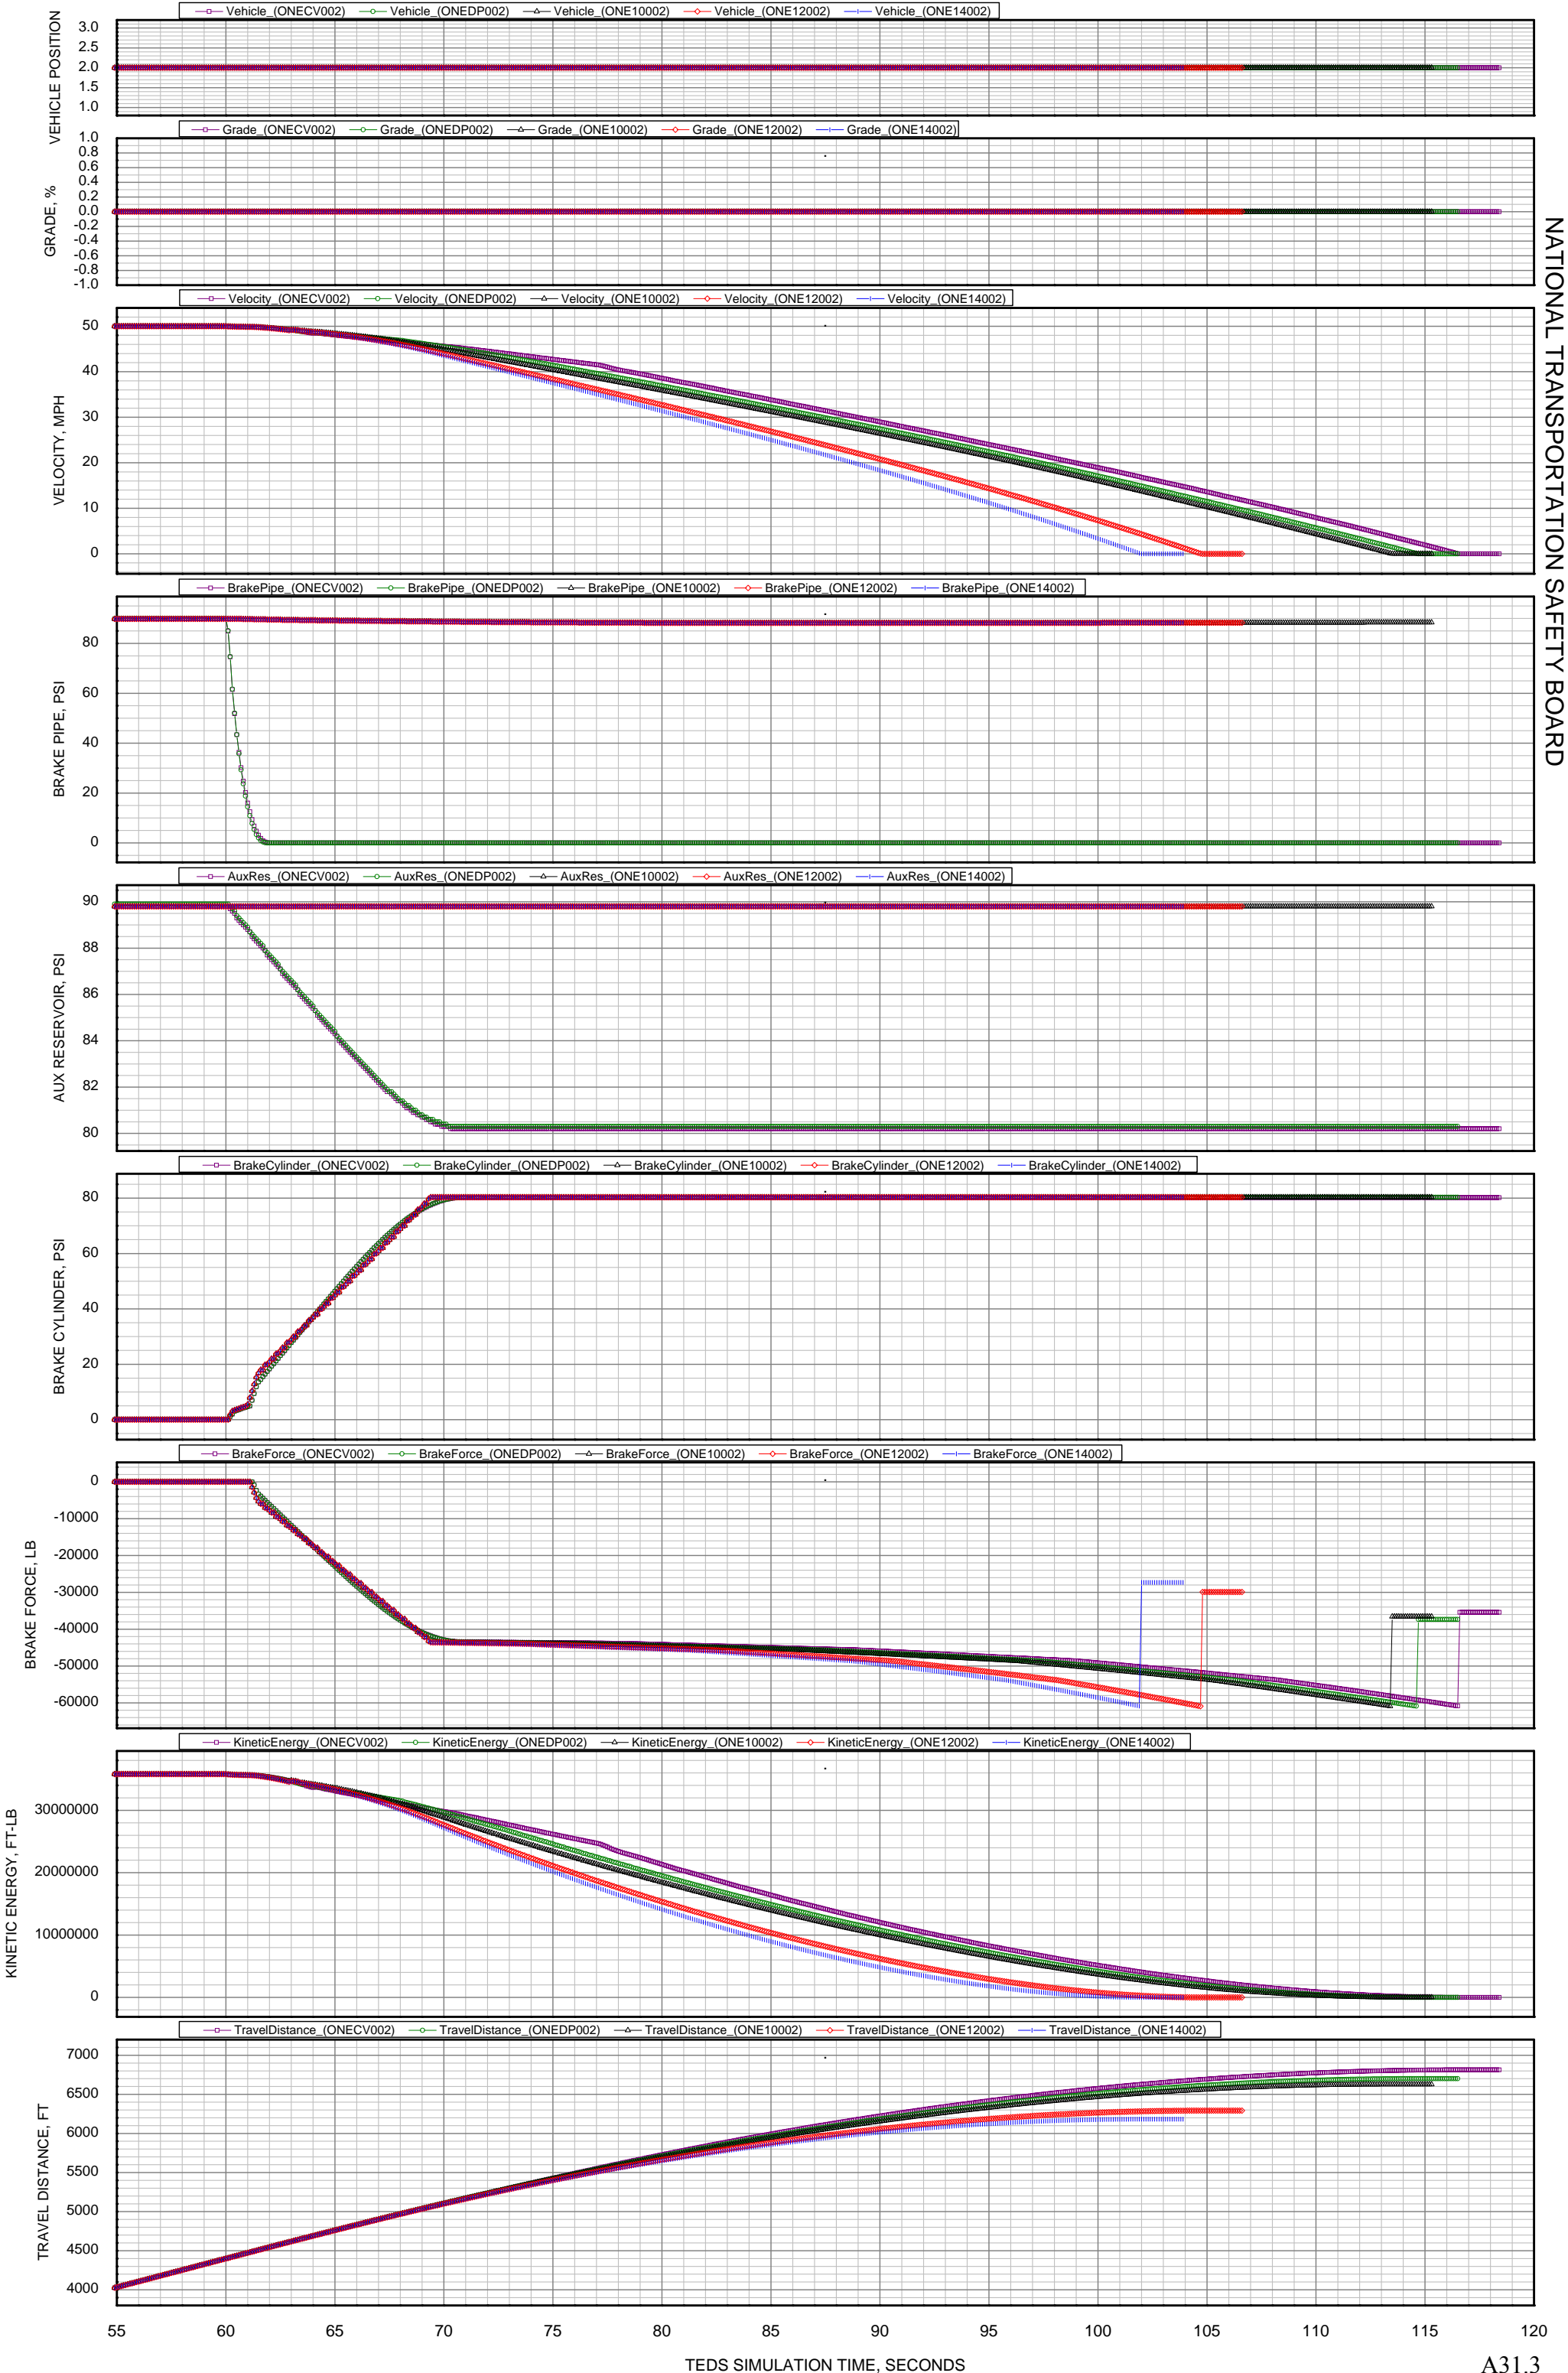 Vehicle_(ONECV002) Vehicle_(ONEDP002) Vehicle_(ONE10002) Vehicle_(ONE12002) Vehicle_(ONE14002)
VEHICLE POSITION
3.0
2.5
2.0
1.5
1.0
Grade_(ONECV002) Grade_(ONEDP002) Grade_(ONE10002) Grade_(ONE12002) Grade_(ONE14002)
GRADE, %
1.0
0.8
0.6
0.4
0.2
0.0
-0.2
-0.4
-0.6
-0.8
-1.0
Velocity_(ONECV002) Velocity_(ONEDP002) Velocity_(ONE10002) Velocity_(ONE12002) Velocity_(ONE14002)
VELOCITY, MPH
50
40
30
20
10
0
BrakePipe_(ONECV002) BrakePipe_(ONEDP002) BrakePipe_(ONE10002) BrakePipe_(ONE12002) BrakePipe_(ONE14002)
BRAKE PIPE, PSI
80
60
40
20
0
AuxRes_(ONECV002) AuxRes_(ONEDP002) AuxRes_(ONE10002) AuxRes_(ONE12002) AuxRes_(ONE14002)
AUX RESERVOIR, PSI
90
88
86
84
82
80
BrakeCylinder_(ONECV002) BrakeCylinder_(ONEDP002) BrakeCylinder_(ONE10002) BrakeCylinder_(ONE12002) BrakeCylinder_(ONE14002)
BRAKE CYLINDER, PSI
80
60
40
20
0
BrakeForce_(ONECV002) BrakeForce_(ONEDP002) BrakeForce_(ONE10002) BrakeForce_(ONE12002) BrakeForce_(ONE14002)
BRAKE FORCE, LB
0
-10000
-20000
-30000
-40000
-50000
-60000
KineticEnergy_(ONECV002) KineticEnergy_(ONEDP002) KineticEnergy_(ONE10002) KineticEnergy_(ONE12002) KineticEnergy_(ONE14002)
KINETIC ENERGY, FT-LB
30000000
20000000
10000000
0
TravelDistance_(ONECV002) TravelDistance_(ONEDP002) TravelDistance_(ONE10002) TravelDistance_(ONE12002) TravelDistance_(ONE14002)
TRAVEL DISTANCE, FT
7000
6500
6000
5500
5000
4500
4000
55 60 65 70 75 80 85 90 95 100 105 110 115 120
TEDS SIMULATION TIME, SECONDS
NATIONAL TRANSPORTATION SAFETY BOARD
A31.3